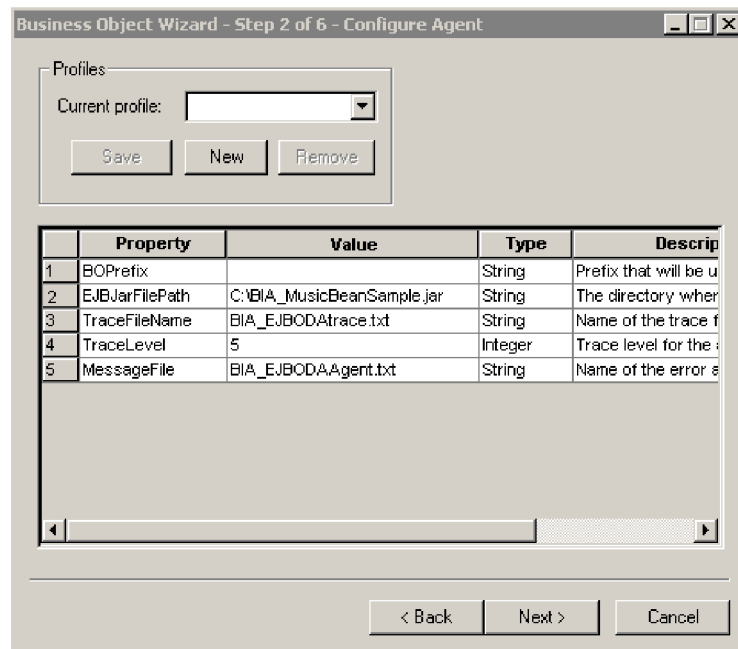 Business Object Wizard - Step 2 of 6 - Configure Agent
Profiles
Current profile:
Save New Remove
Property Value Type Descrip
1 BOPrefix String Prefix that will be u
2 EJBJarFilePath C:\BIA_MusicBeanSample.jar String The directory wher
3 TraceFileName BIA_EJBODAtrace.txt String Name of the trace f
4 TraceLevel 5 Integer Trace level for the a
5 MessageFile BIA_EJBODAAgent.txt String Name of the error a
< Back Next > Cancel